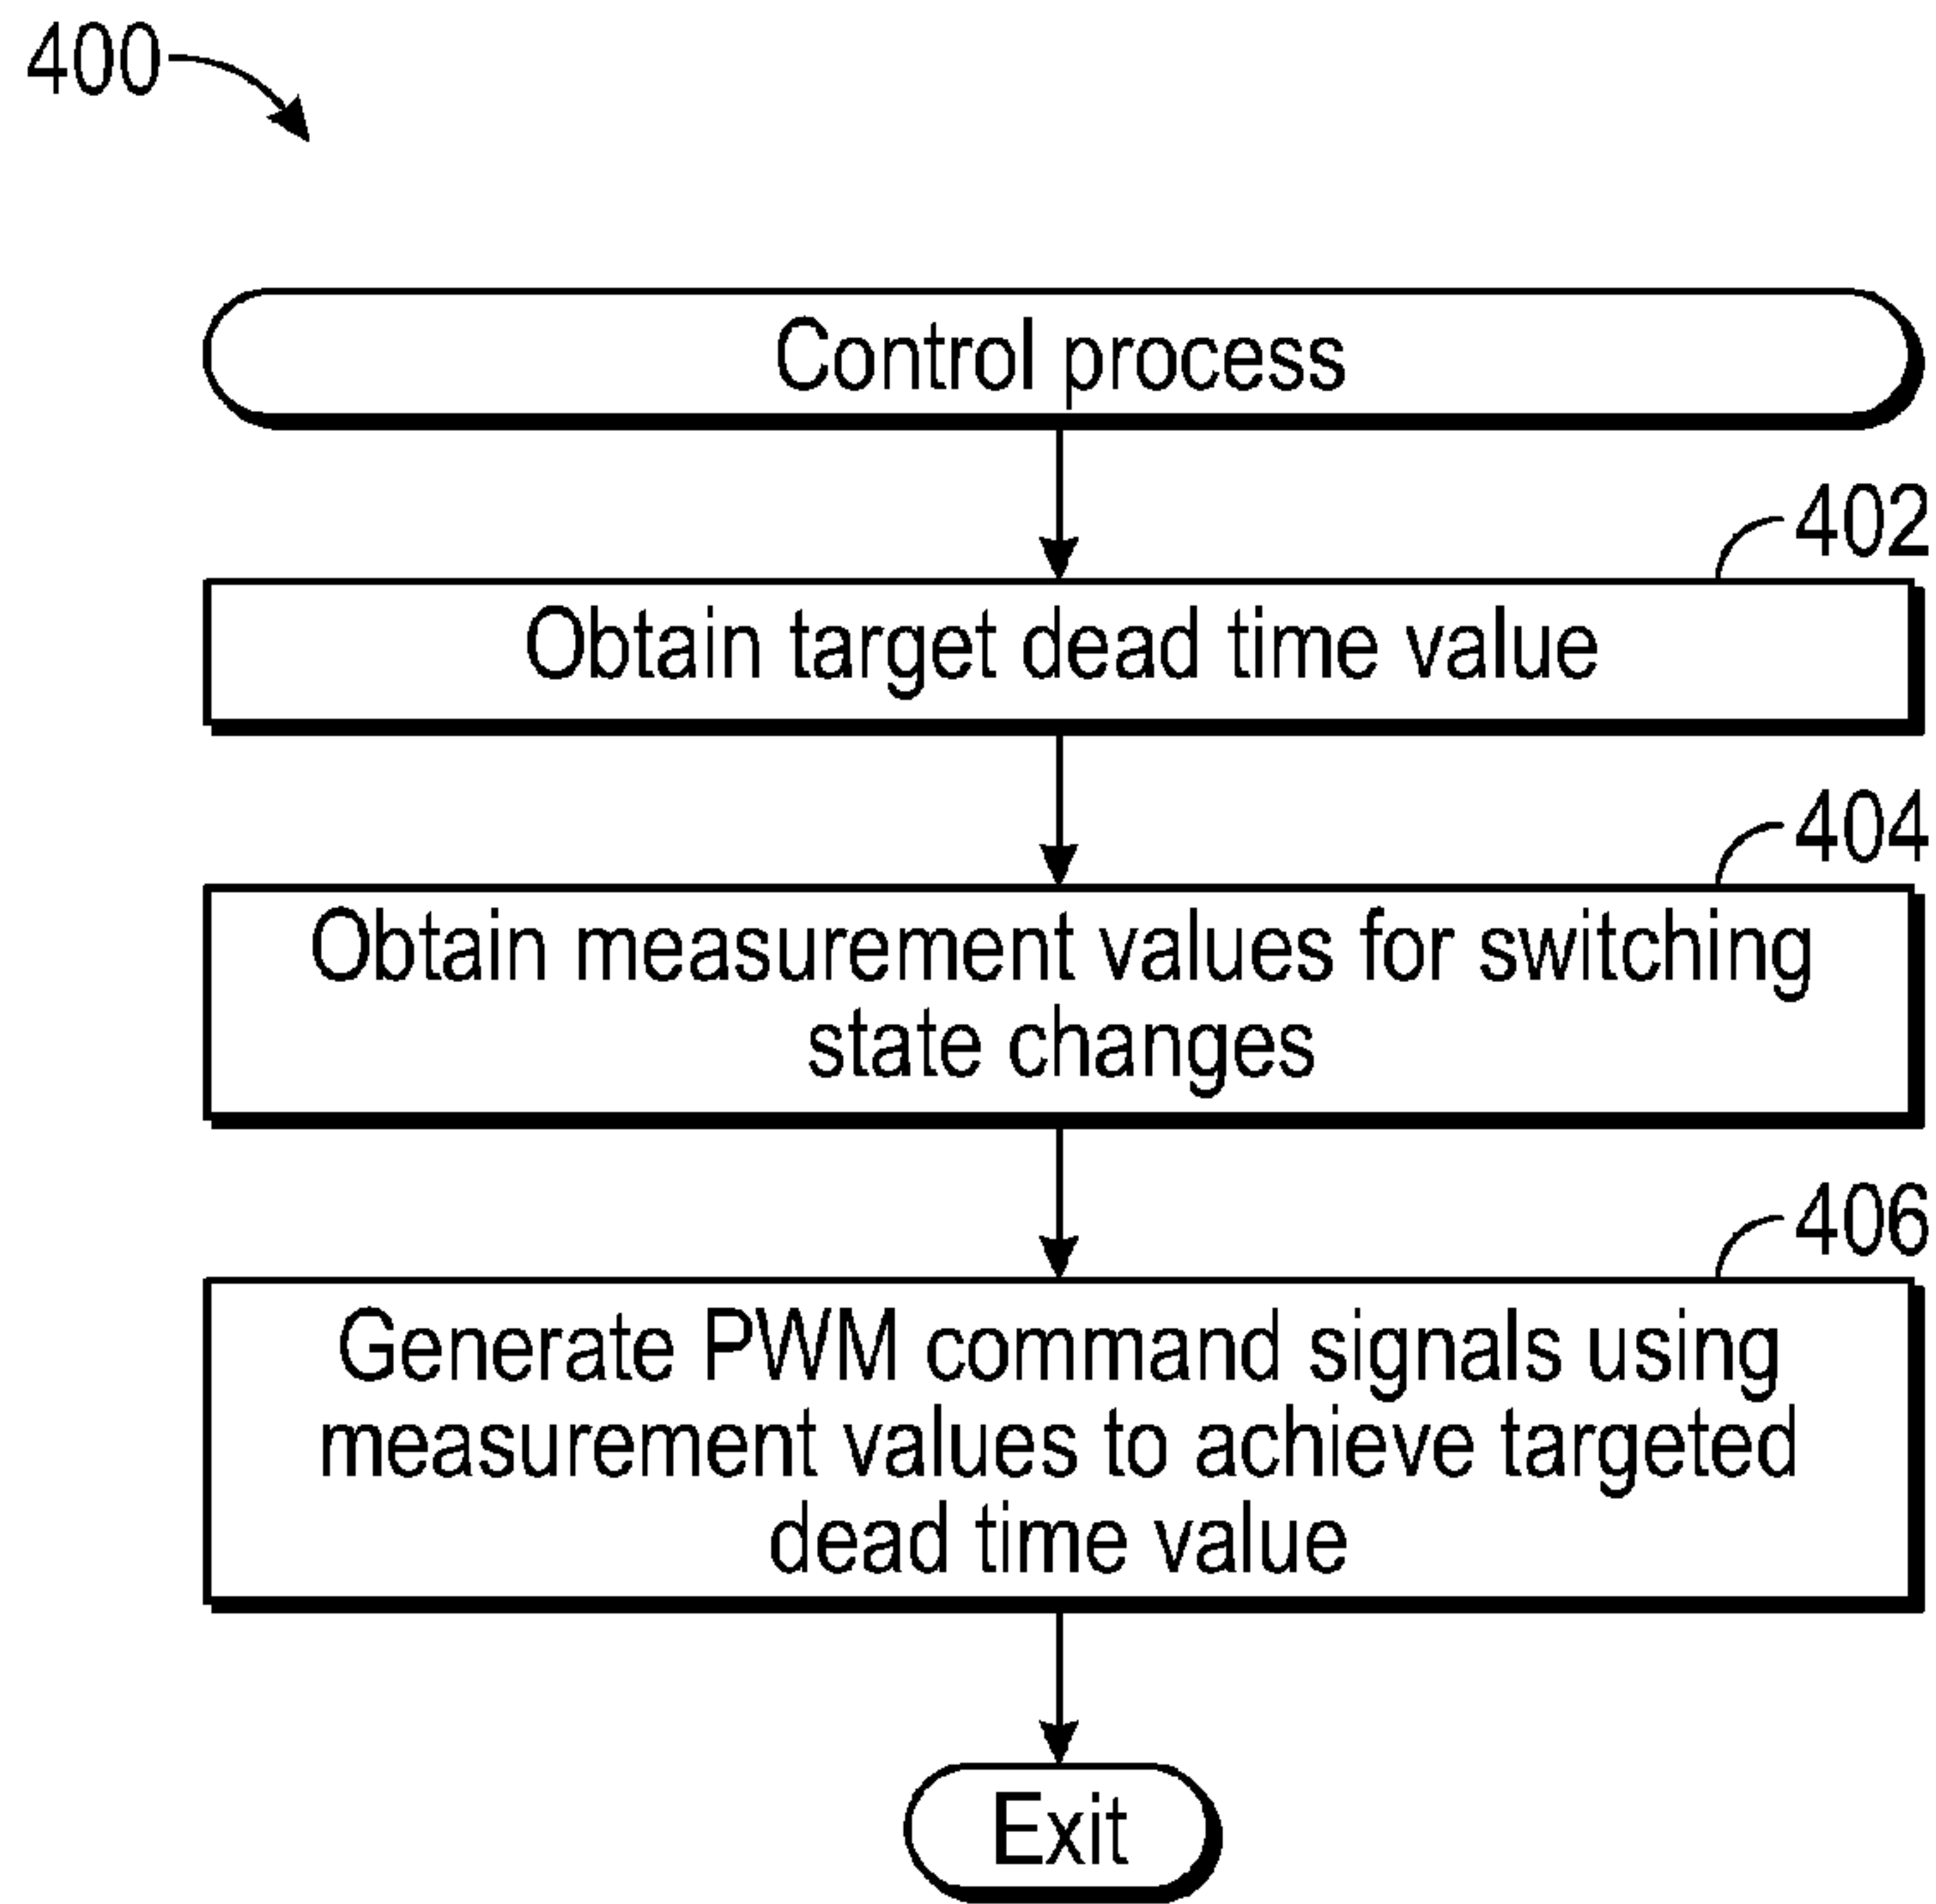 400
Control process
402
Obtain target dead time value
404
Obtain measurement values for switching
state changes
406
Generate PWM command signals using
measurement values to achieve targeted
dead time value
Exit